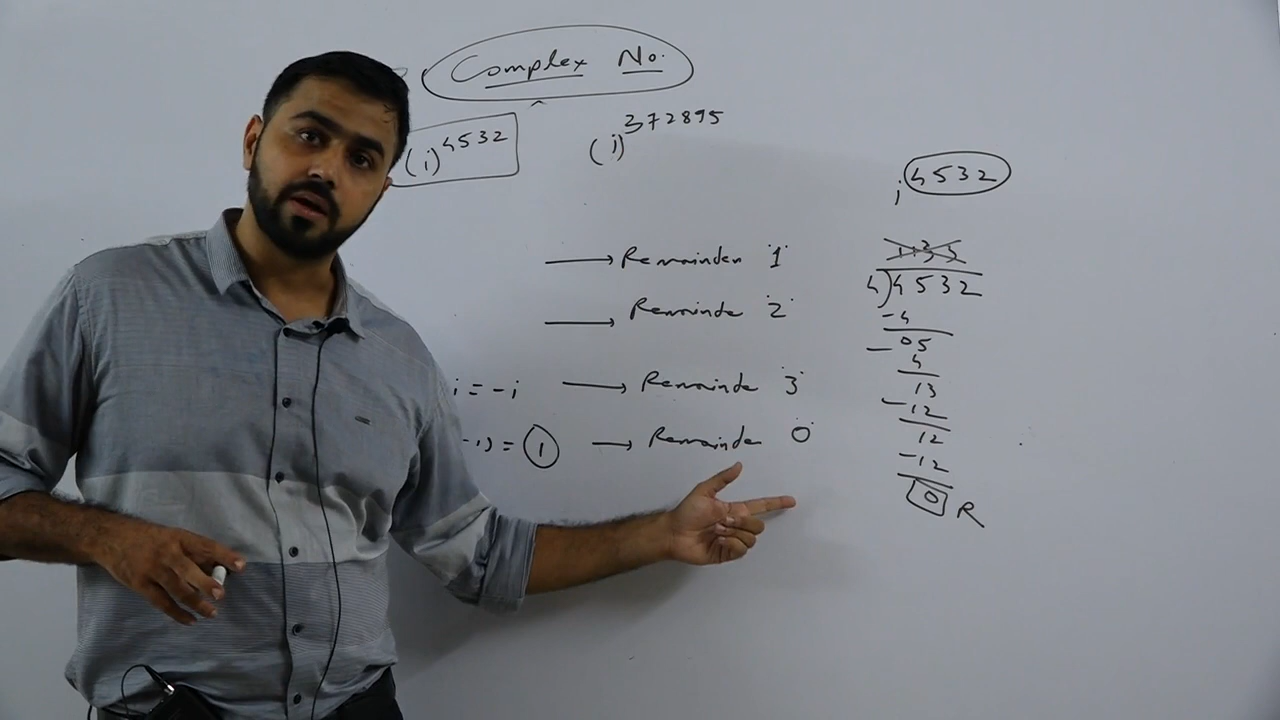 Complex No.
(i)^4532
(i)^372895
i^4532
→ Remainder 1
→ Remainde 2
i = -i → Remainde 3
-1) = 1 → Remainde 0
4)4532
-4
05
- 4
13
-12
12
-12
0 R